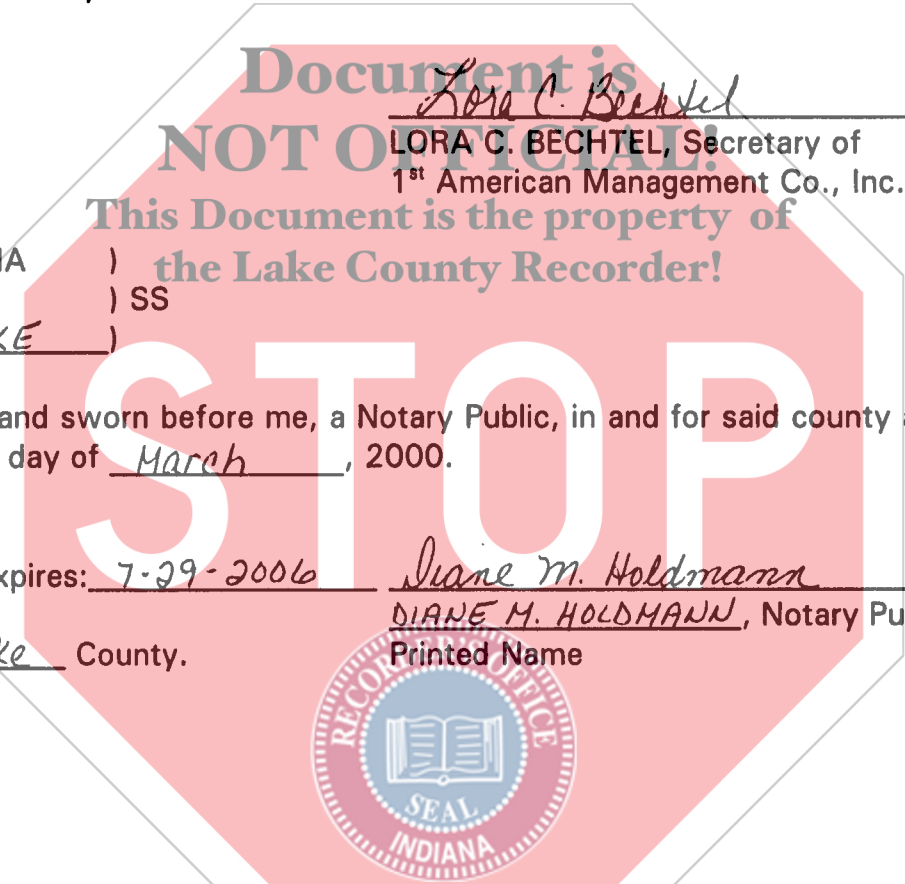 Document is
Lora C. Bechtel
NOT OFFICIAL!
LORA C. BECHTEL, Secretary of
1st American Management Co., Inc.
This Document is the property of
IA )
the Lake County Recorder!
) SS
KE )
STOP
and sworn before me, a Notary Public, in and for said county
day of March, 2000.
xpires: 7-29-2006 Diane M. Holdmann
DIANE M. HOLDMANN, Notary Pu
ke County.
Printed Name
RECORDER'S OFFICE
SEAL
INDIANA